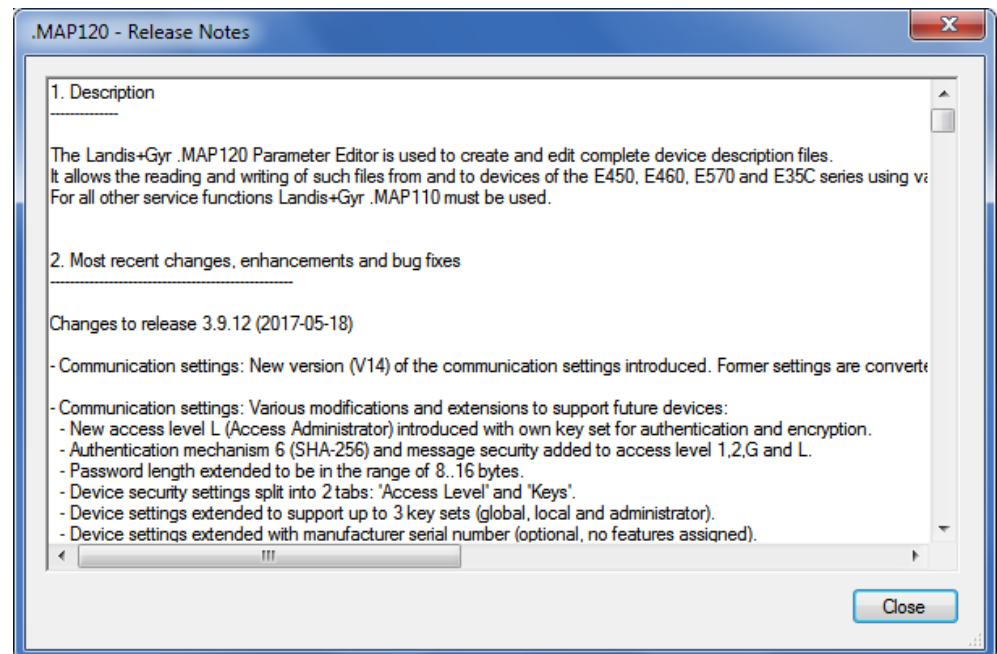 .MAP120 - Release Notes
1. Description
--------------
The Landis+Gyr .MAP120 Parameter Editor is used to create and edit complete device description files.
It allows the reading and writing of such files from and to devices of the E450, E460, E570 and E35C series using
For all other service functions Landis+Gyr .MAP110 must be used.
2. Most recent changes, enhancements and bug fixes
--------------------------------------------------
Changes to release 3.9.12 (2017-05-18)
- Communication settings: New version (V14) of the communication settings introduced. Former settings are
- Communication settings: Various modifications and extensions to support future devices:
- New access level L (Access Administrator) introduced with own key set for authentication and encryption.
- Authentication mechanism 6 (SHA-256) and message security added to access level 1,2,G and L.
- Password length extended to be in the range of 8..16 bytes.
- Device security settings split into 2 tabs: 'Access Level' and 'Keys'.
- Device settings extended to support up to 3 key sets (global, local and administrator).
- Device settings extended with manufacturer serial number (optional, no features assigned).
Close